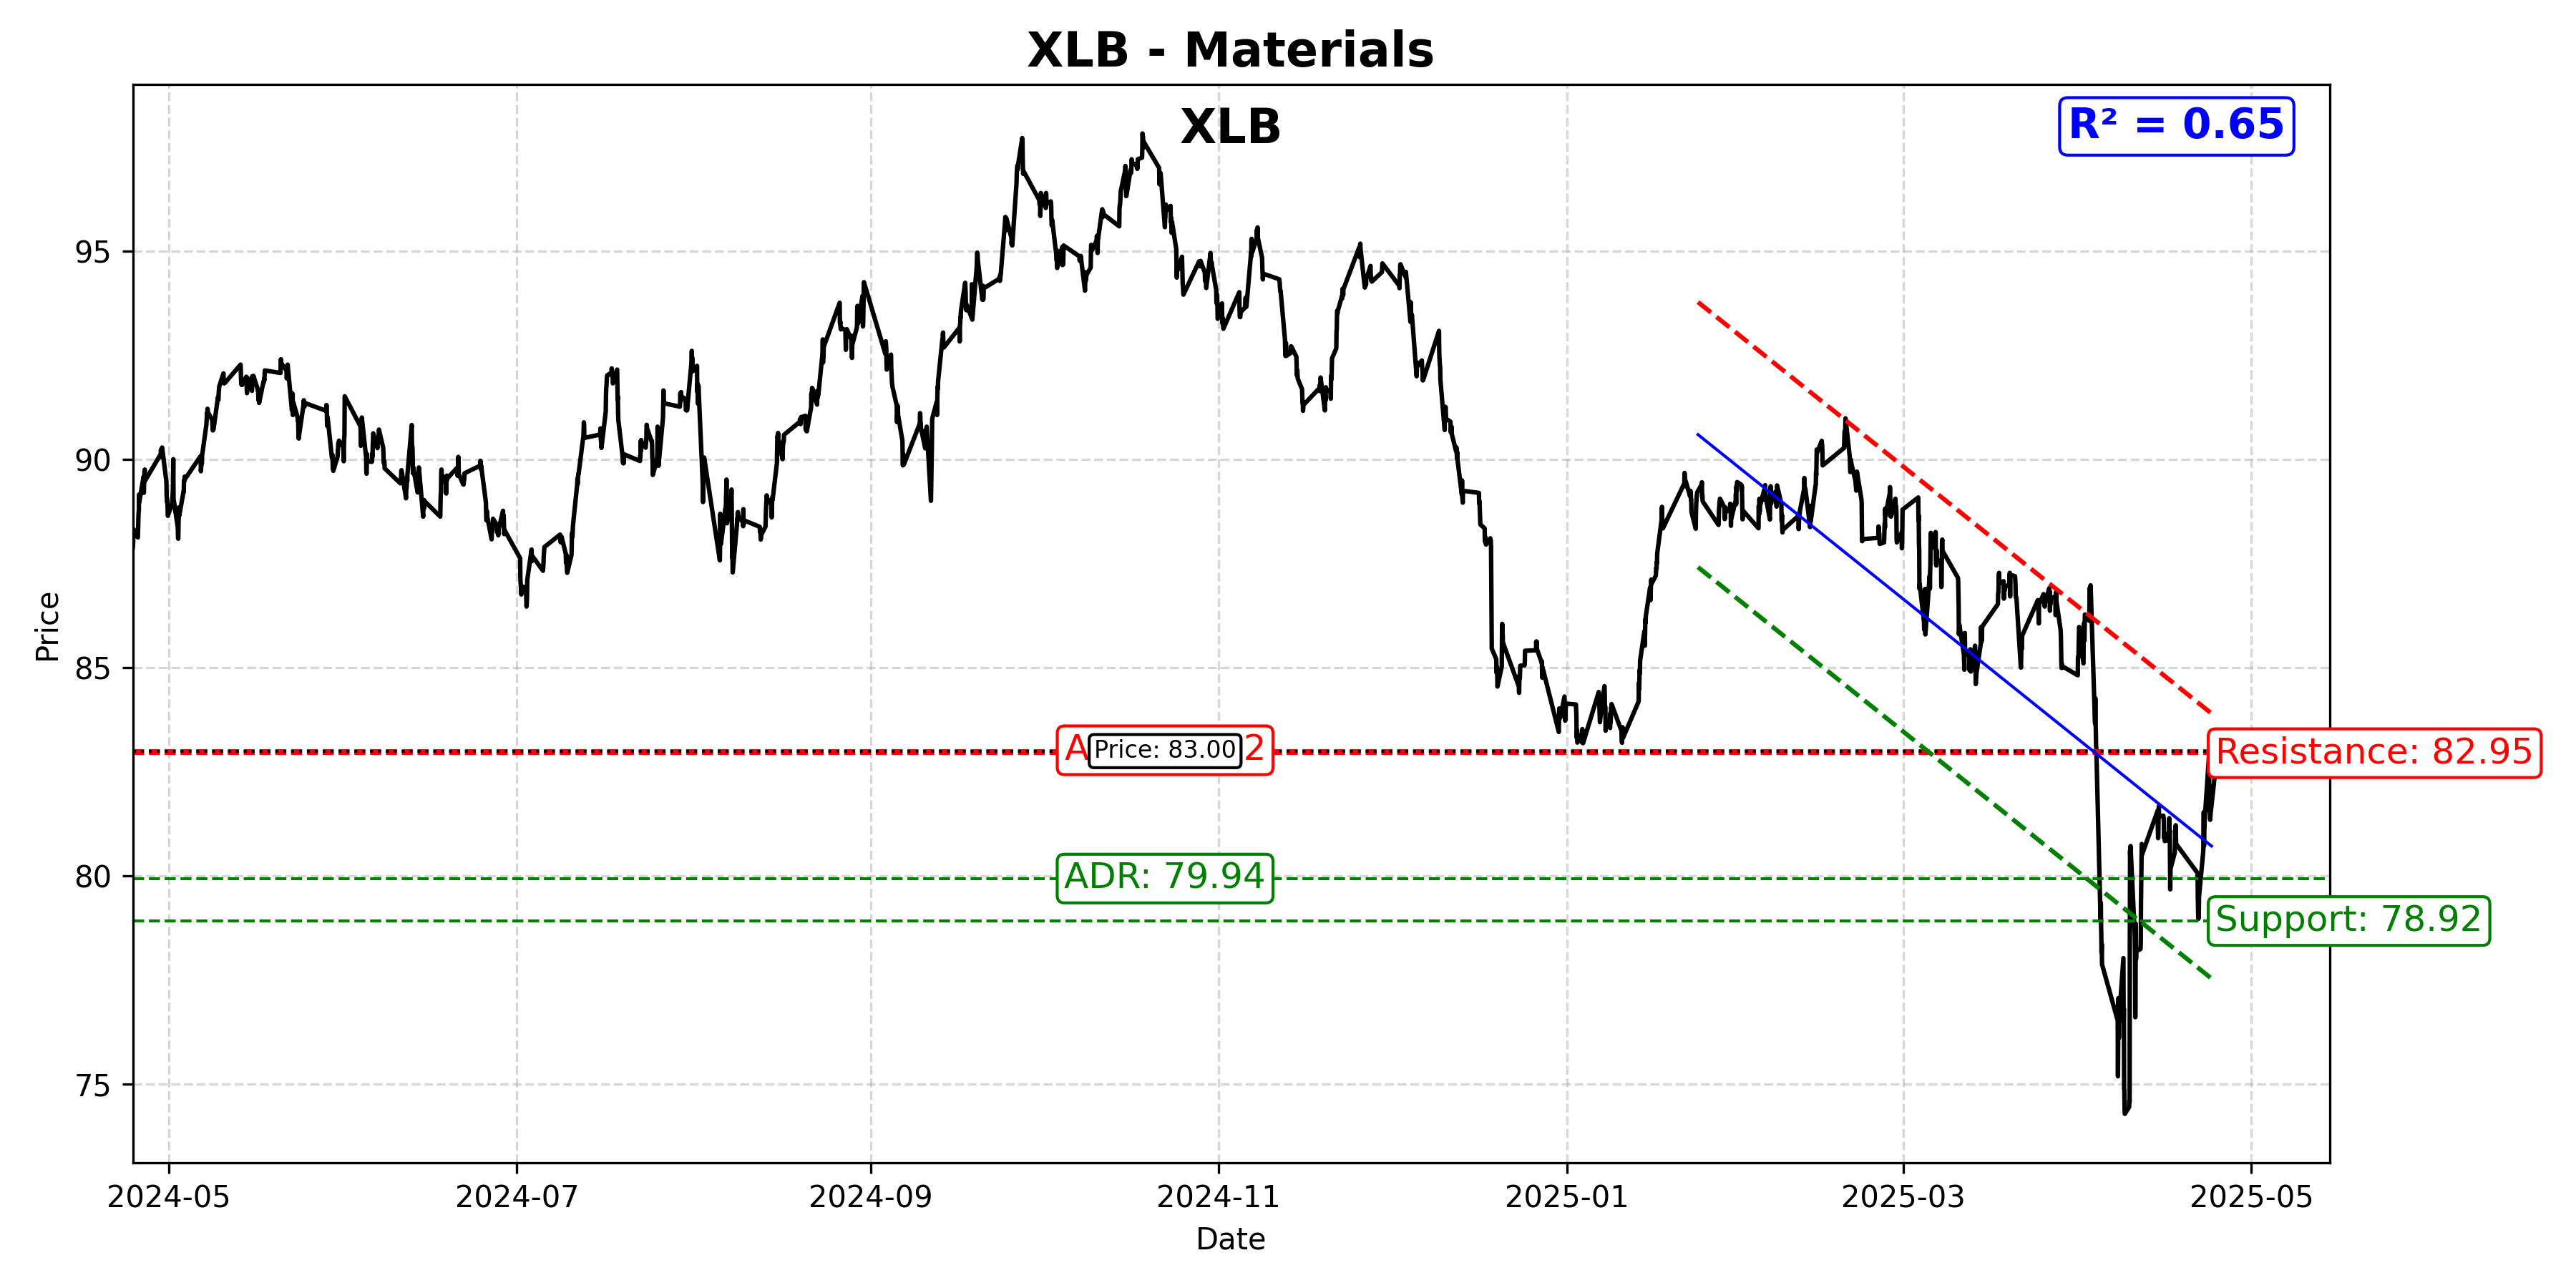 XLB - Materials
XLB
R² = 0.65
95
90
85
80
75
Price
Price: 83.00
Resistance: 82.95
ADR: 79.94
Support: 78.92
2024-05
2024-07
2024-09
2024-11
2025-01
2025-03
2025-05
Date